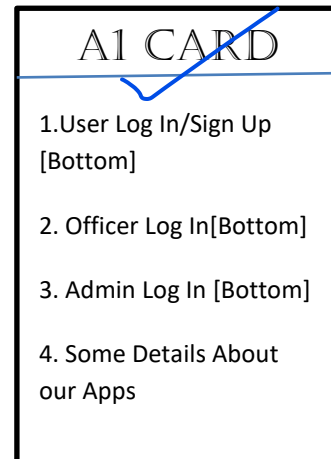 A1 CARD
1.User Log In/Sign Up
[Bottom]
2. Officer Log In[Bottom]
3. Admin Log In [Bottom]
4. Some Details About
our Apps